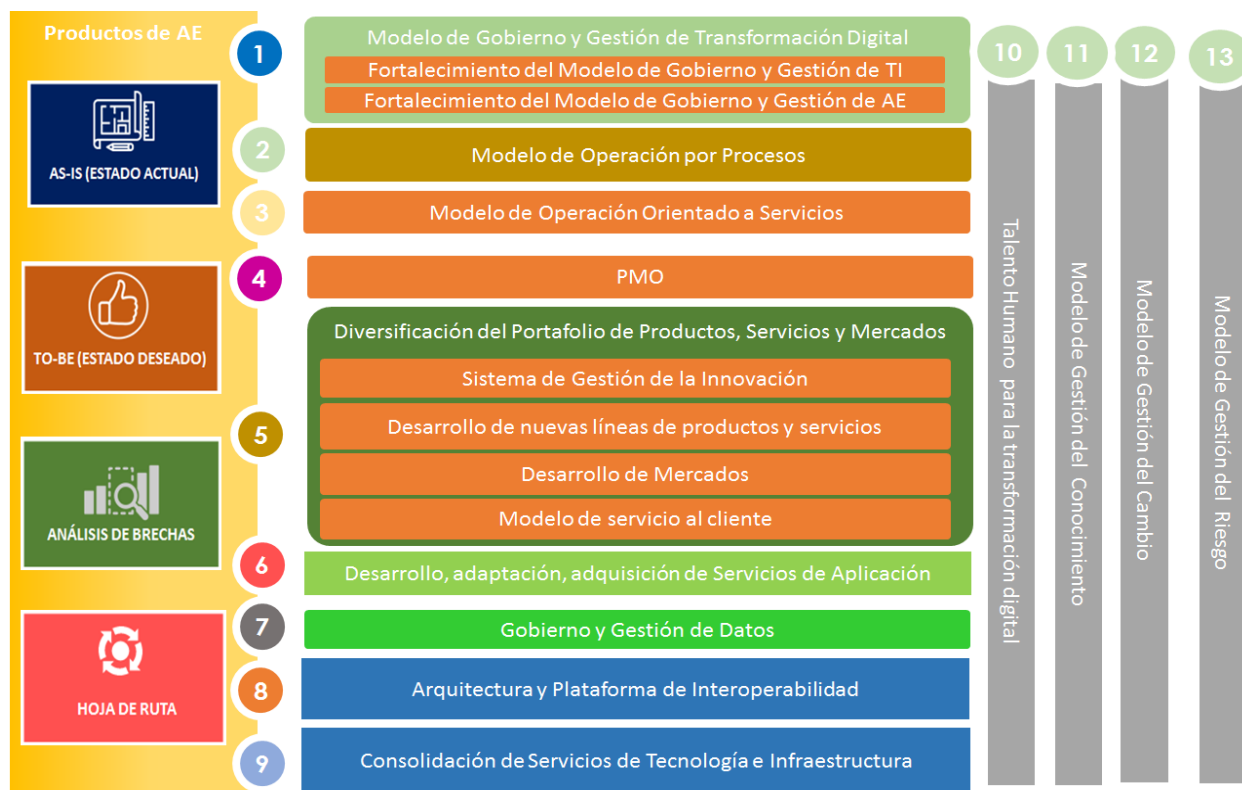 Productos de AE
AS-IS (ESTADO ACTUAL)
TO-BE (ESTADO DESEADO)
ANÁLISIS DE BRECHAS
HOJA DE RUTA
1
Modelo de Gobierno y Gestión de Transformación Digital
Fortalecimiento del Modelo de Gobierno y Gestión de TI
Fortalecimiento del Modelo de Gobierno y Gestión de AE
2
Modelo de Operación por Procesos
3
Modelo de Operación Orientado a Servicios
4
PMO
5
Diversificación del Portafolio de Productos, Servicios y Mercados
Sistema de Gestión de la Innovación
Desarrollo de nuevas líneas de productos y servicios
Desarrollo de Mercados
Modelo de servicio al cliente
6
Desarrollo, adaptación, adquisición de Servicios de Aplicación
7
Gobierno y Gestión de Datos
8
Arquitectura y Plataforma de Interoperabilidad
9
Consolidación de Servicios de Tecnología e Infraestructura
10
Talento Humano para la transformación digital
11
Modelo de Gestión del Conocimiento
12
Modelo de Gestión del Cambio
13
Modelo de Gestión del Riesgo